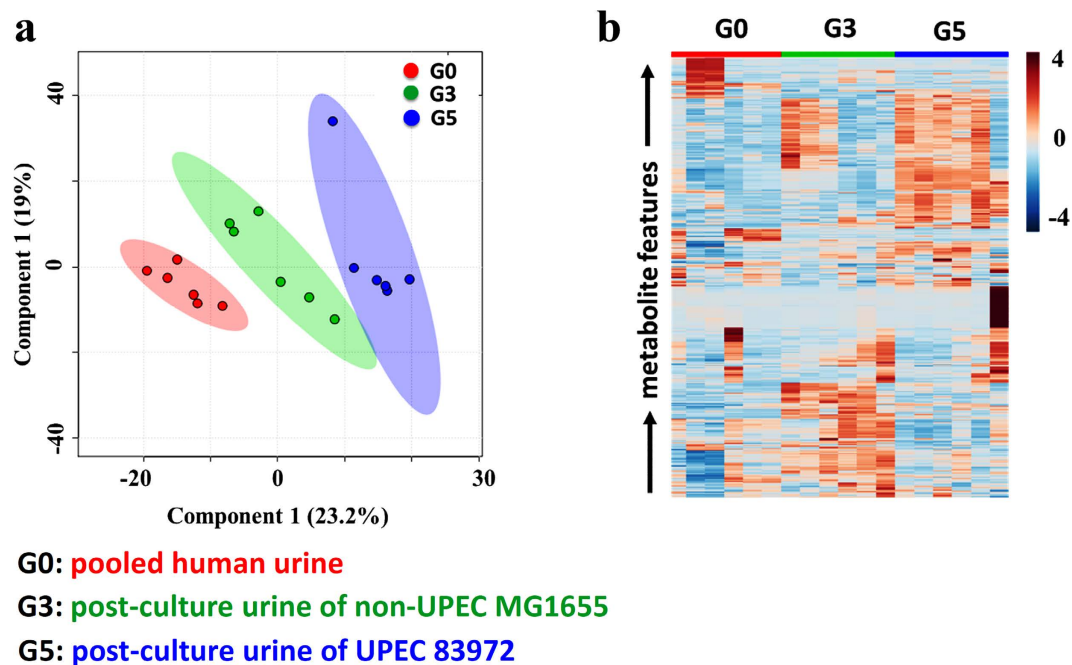 a
G0
G3
G5
40
0
-40
-20
0
30
Component 1 (19%)
Component 1 (23.2%)
b
G0
G3
G5
metabolite features
4
0
-4
G0: pooled human urine
G3: post-culture urine of non-UPEC MG1655
G5: post-culture urine of UPEC 83972